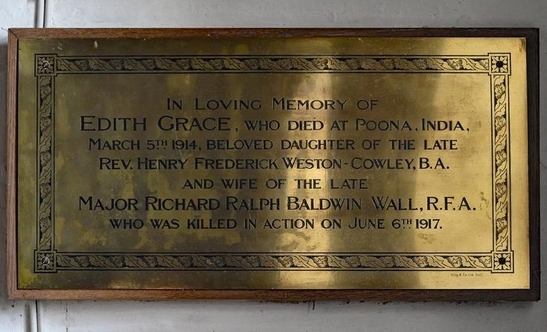 IN LOVING MEMORY OF
EDITH GRACE, WHO DIED AT POONA, INDIA,
MARCH 5TH 1914, BELOVED DAUGHTER OF THE LATE
REV. HENRY FREDERICK WESTON-COWLEY, B.A.
AND WIFE OF THE LATE
MAJOR RICHARD RALPH BALDWIN WALL, R.F.A.
WHO WAS KILLED IN ACTION ON JUNE 6TH 1917.